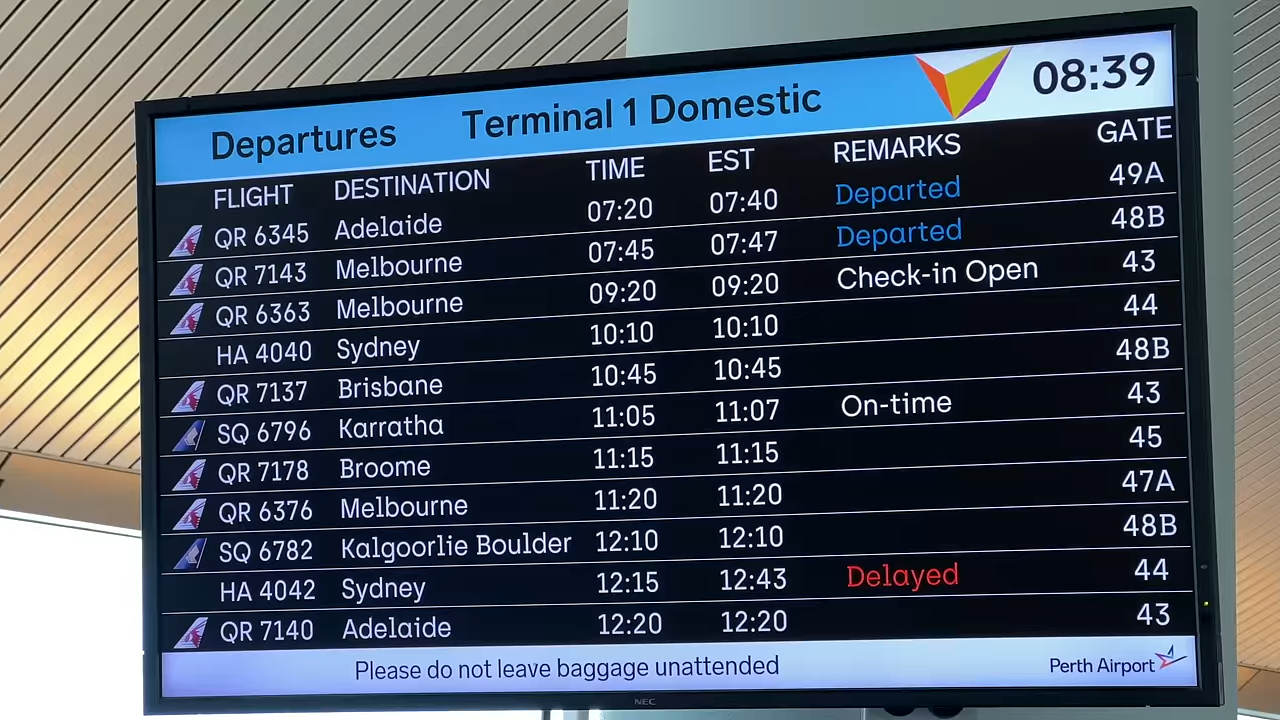 Departures Terminal 1 Domestic 08:39
FLIGHT DESTINATION TIME EST REMARKS GATE
QR 6345 Adelaide 07:20 07:40 Departed 49A
QR 7143 Melbourne 07:45 07:47 Departed 48B
QR 6363 Melbourne 09:20 09:20 Check-in Open 43
HA 4040 Sydney 10:10 10:10 44
QR 7137 Brisbane 10:45 10:45 48B
SQ 6796 Karratha 11:05 11:07 On-time 43
QR 7178 Broome 11:15 11:15 45
QR 6376 Melbourne 11:20 11:20 47A
SQ 6782 Kalgoorlie Boulder 12:10 12:10 48B
HA 4042 Sydney 12:15 12:43 Delayed 44
QR 7140 Adelaide 12:20 12:20 43
Please do not leave baggage unattended Perth Airport
NEC